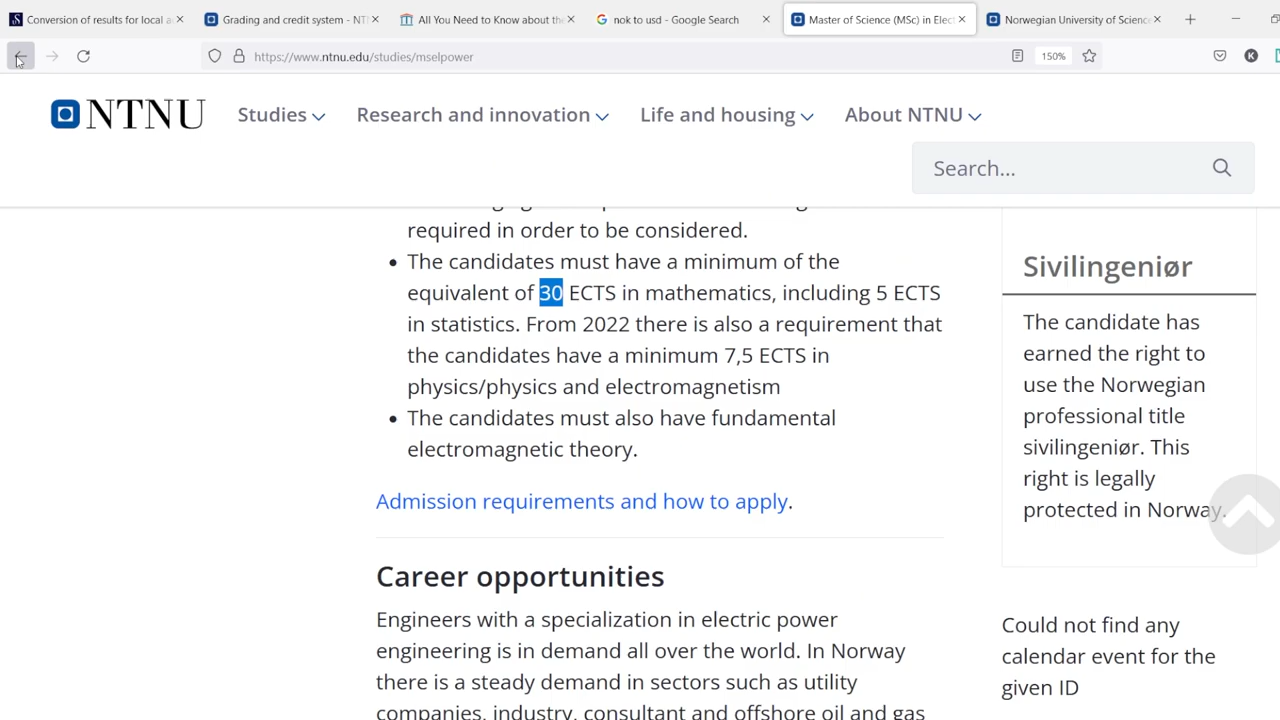 Conversion of results for local a
Grading and credit system - NT
All You Need to Know about the
nok to usd - Google Search
Master of Science (MSc) in Elect
Norwegian University of Science
https://www.ntnu.edu/studies/mselpower
150%
K
NTNU
Studies
Research and innovation
Life and housing
About NTNU
Search...
required in order to be considered.
• The candidates must have a minimum of the
equivalent of 30 ECTS in mathematics, including 5 ECTS
in statistics. From 2022 there is also a requirement that
the candidates have a minimum 7,5 ECTS in
physics/physics and electromagnetism
• The candidates must also have fundamental
electromagnetic theory.
Admission requirements and how to apply.
Career opportunities
Engineers with a specialization in electric power
engineering is in demand all over the world. In Norway
there is a steady demand in sectors such as utility
companies, industry, consultant and offshore oil and gas
Sivilingeniør
The candidate has
earned the right to
use the Norwegian
professional title
sivilingeniør. This
right is legally
protected in Norway.
Could not find any
calendar event for the
given ID